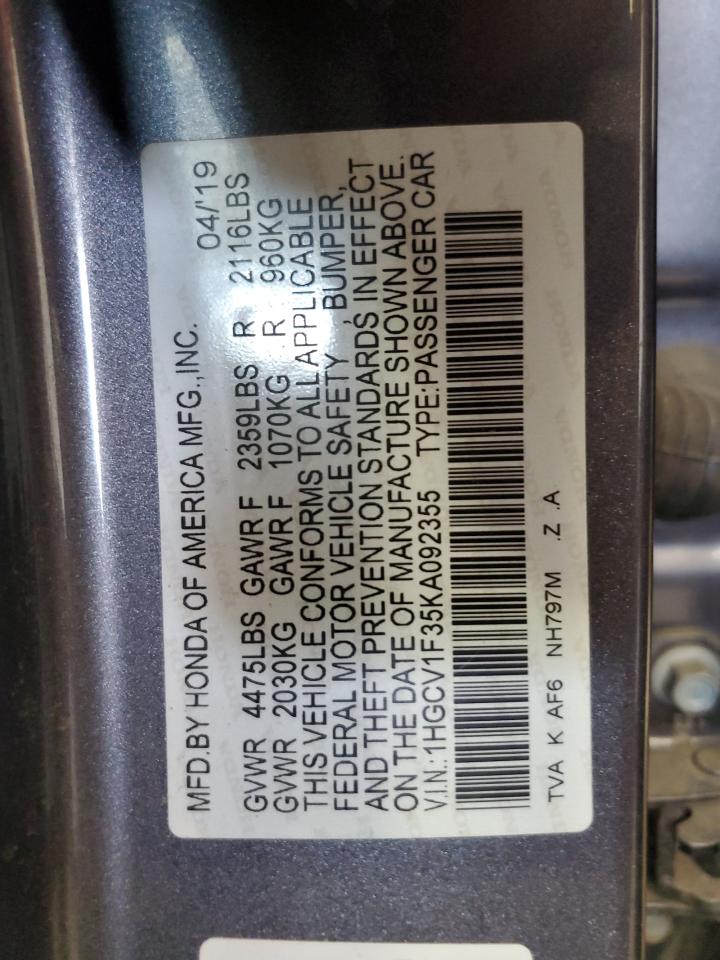 MFD.BY HONDA OF AMERICA MFG.,INC. 04/'19
GVWR 4475LBS GAWR F 2359LBS R 2116LBS
GVWR 2030KG GAWR F 1070KG R 960KG
THIS VEHICLE CONFORMS TO ALL APPLICABLE
FEDERAL MOTOR VEHICLE SAFETY , BUMPER,
AND THEFT PREVENTION STANDARDS IN EFFECT
ON THE DATE OF MANUFACTURE SHOWN ABOVE.
V.I.N.:1HGCV1F35KA092355 TYPE:PASSENGER CAR
TVA K AF6 NH797M .Z .A